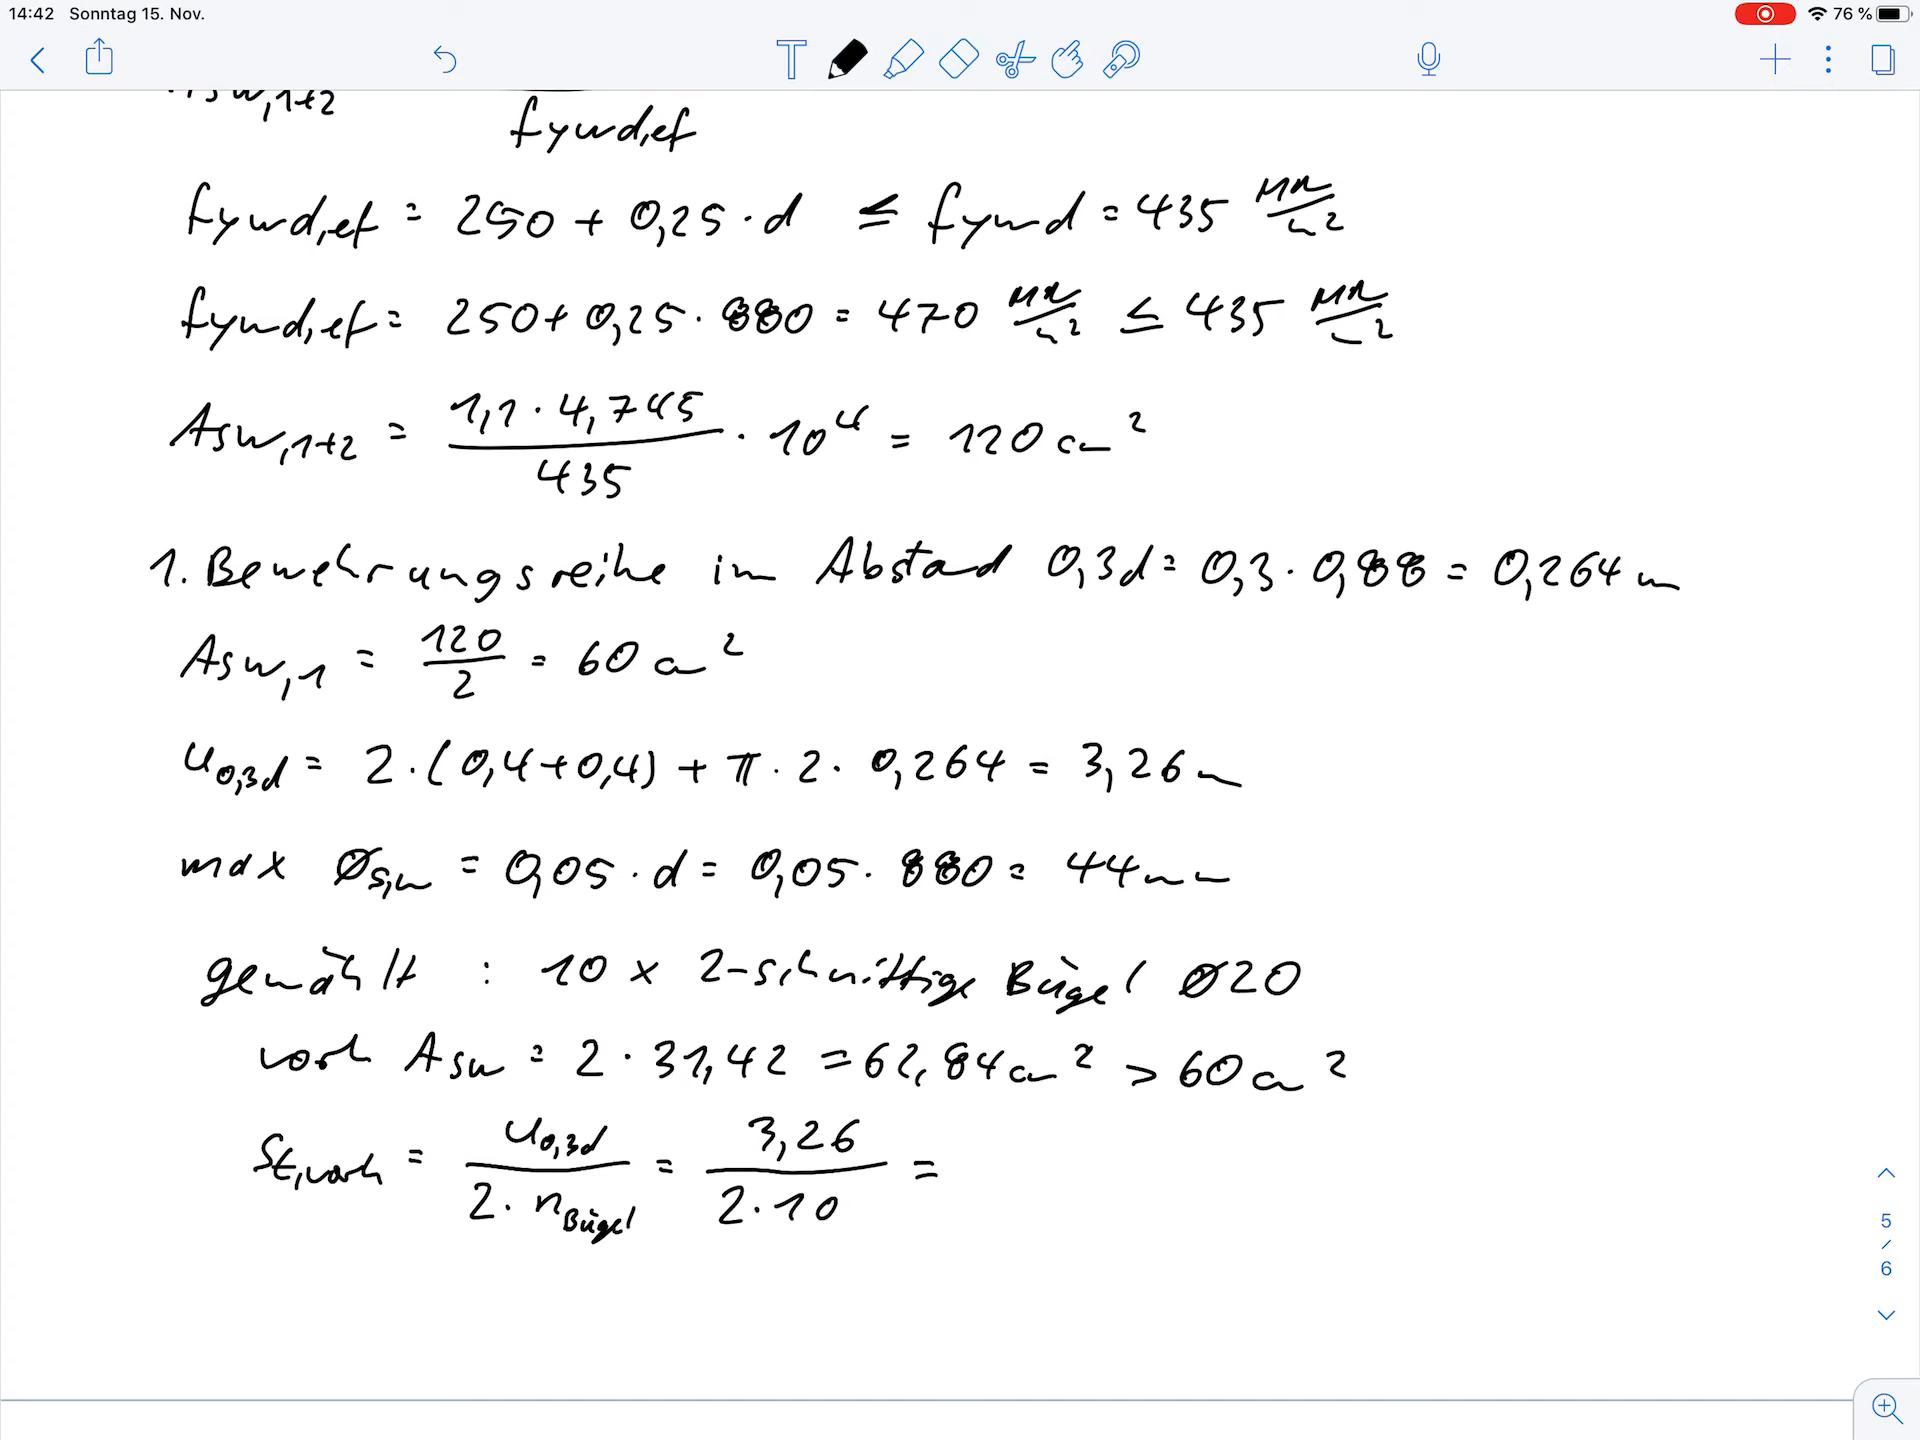 14:42 Sonntag 15. Nov. 76 %
Asw,1+2
fywd,ef
fywd,ef = 250 + 0,25 · d ≤ fywd = 435 MN/m²
fywd,ef = 250 + 0,25 · 880 = 470 MN/m² ≤ 435 MN/m²
Asw,1+2 = 1,1 · 4,745 / 435 · 10⁴ = 120 cm²
1. Bewehrungsreihe im Abstand 0,3d = 0,3 · 0,88 = 0,264 m
Asw,1 = 120 / 2 = 60 cm²
u0,3d = 2 · (0,4 + 0,4) + π · 2 · 0,264 = 3,26 m
max Øs,w = 0,05 · d = 0,05 · 880 = 44 mm
gewählt : 10 x 2-schnittige Bügel Ø20
vorh Asw = 2 · 31,42 = 62,84 cm² > 60 cm²
St,vorh = u0,3d / 2 · nBügel = 3,26 / 2 · 10 =
5
/
6